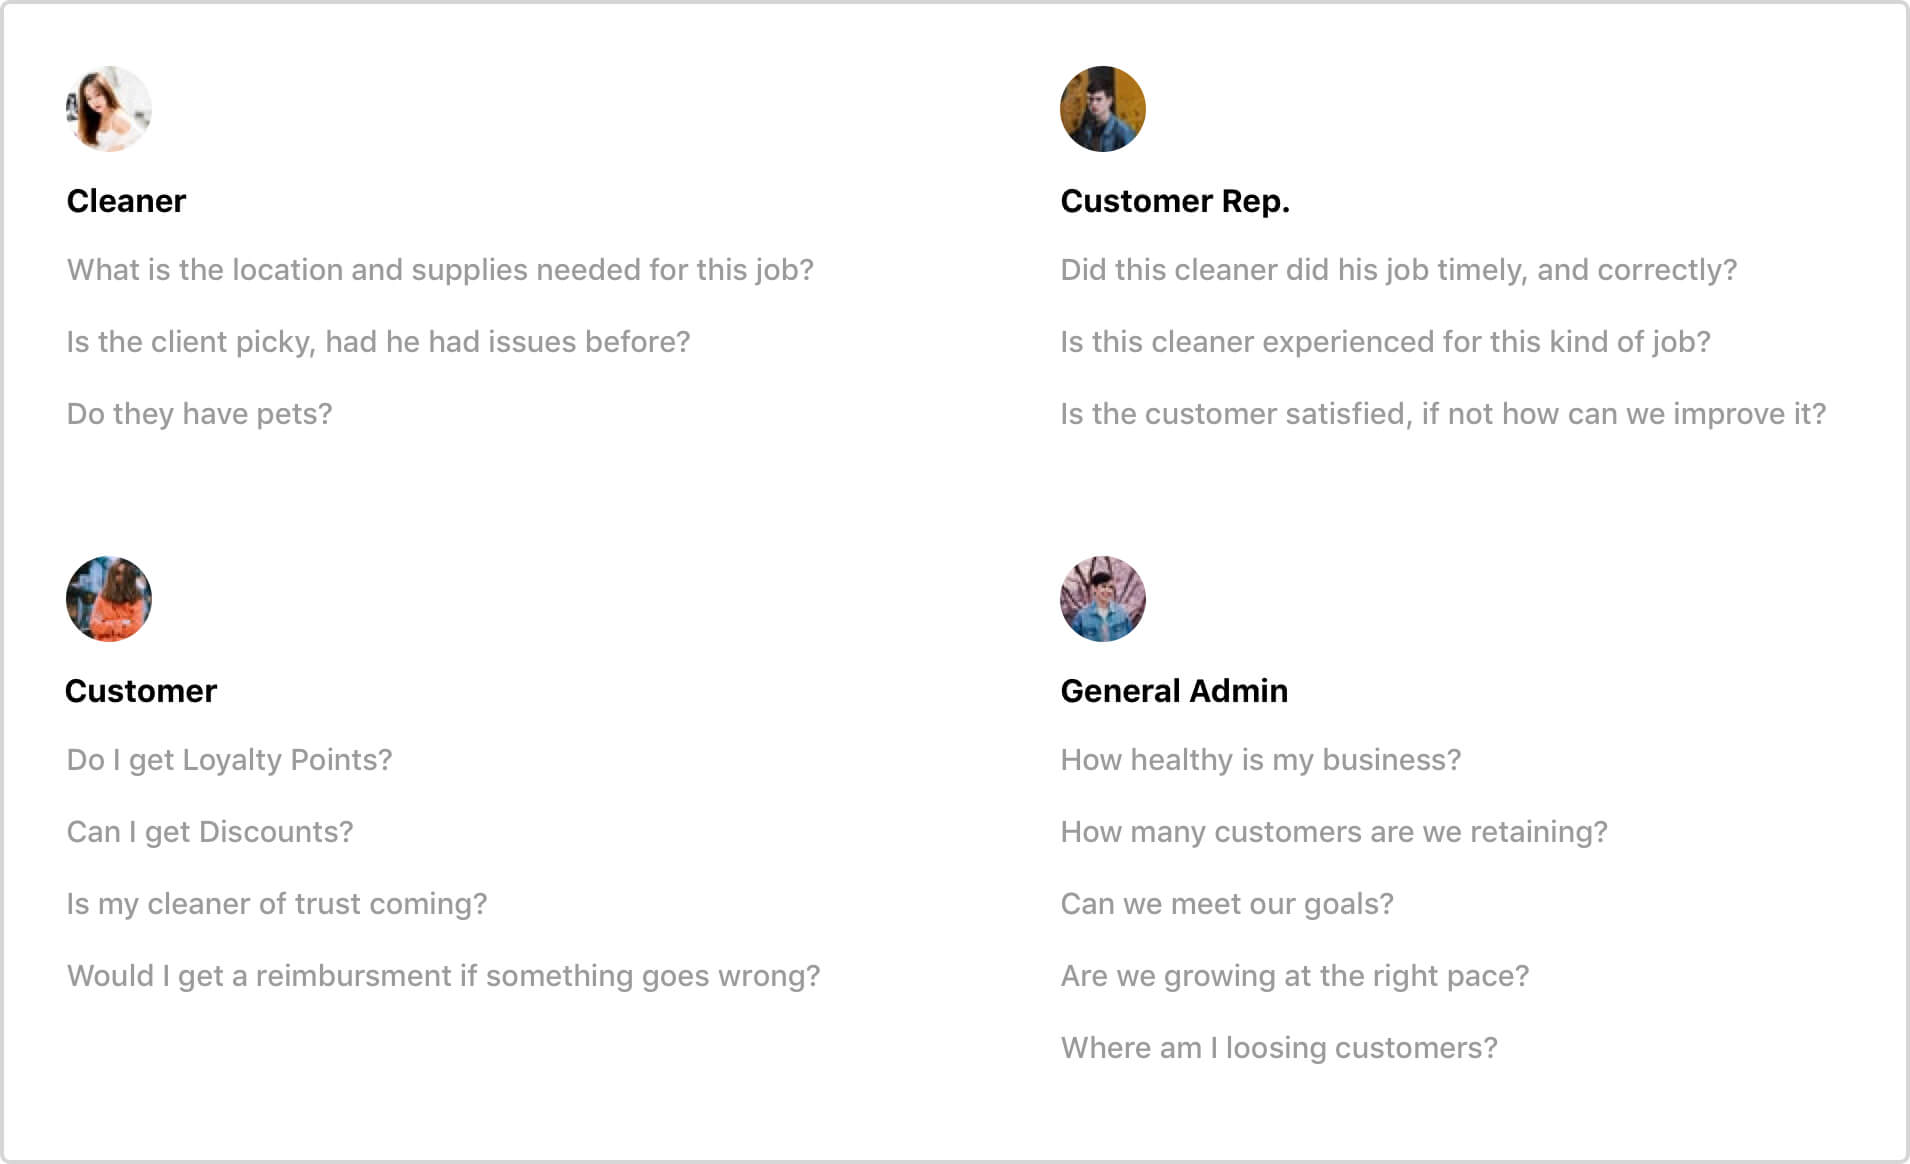 Cleaner
What is the location and supplies needed for this job?
Is the client picky, had he had issues before?
Do they have pets?
Customer Rep.
Did this cleaner did his job timely, and correctly?
Is this cleaner experienced for this kind of job?
Is the customer satisfied, if not how can we improve it?
Customer
Do I get Loyalty Points?
Can I get Discounts?
Is my cleaner of trust coming?
Would I get a reimbursment if something goes wrong?
General Admin
How healthy is my business?
How many customers are we retaining?
Can we meet our goals?
Are we growing at the right pace?
Where am I loosing customers?